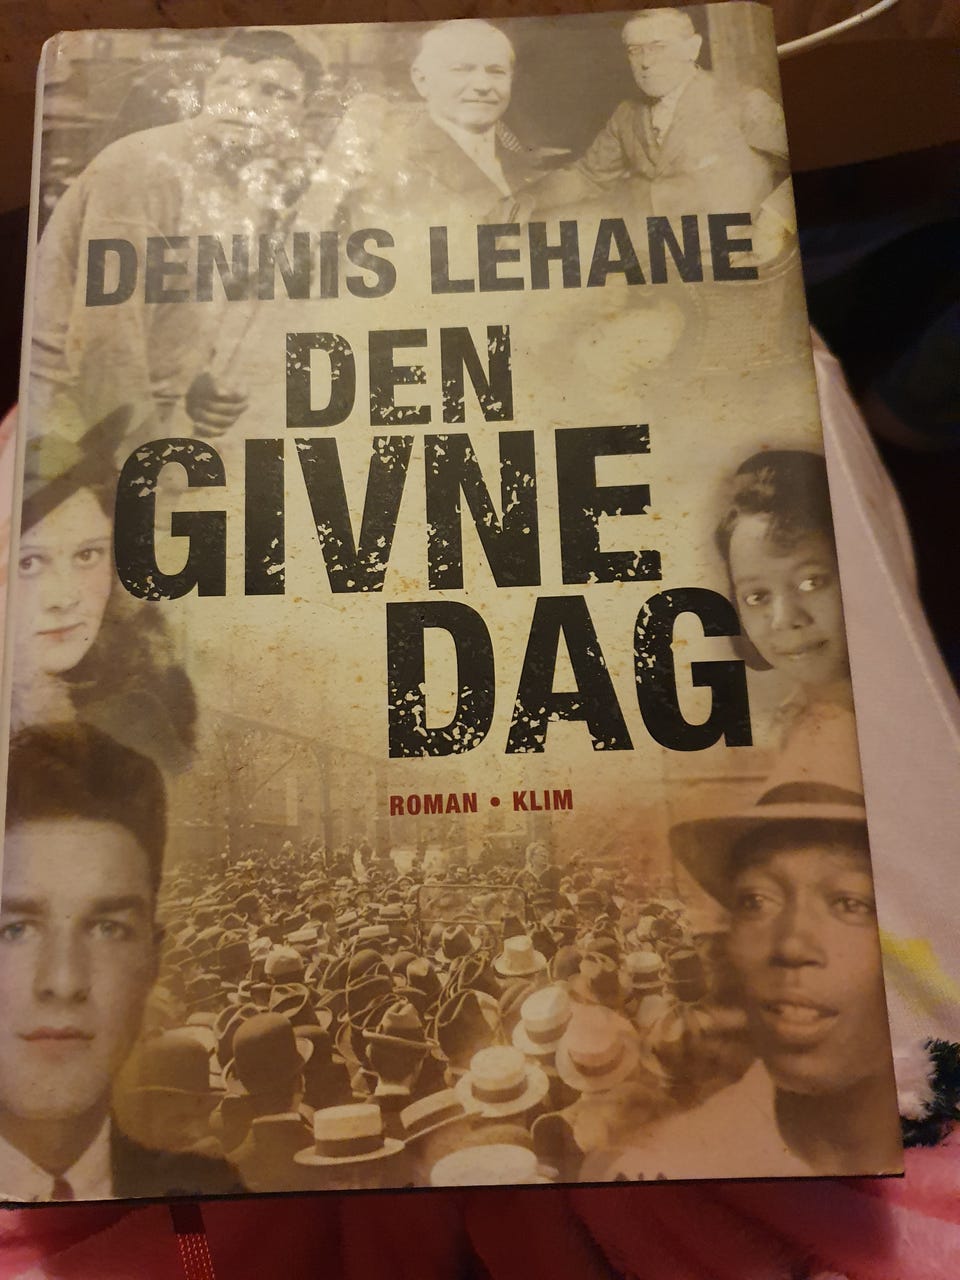 DENNIS LEHANE
DEN
GIVNE
DAG
ROMAN • KLIM